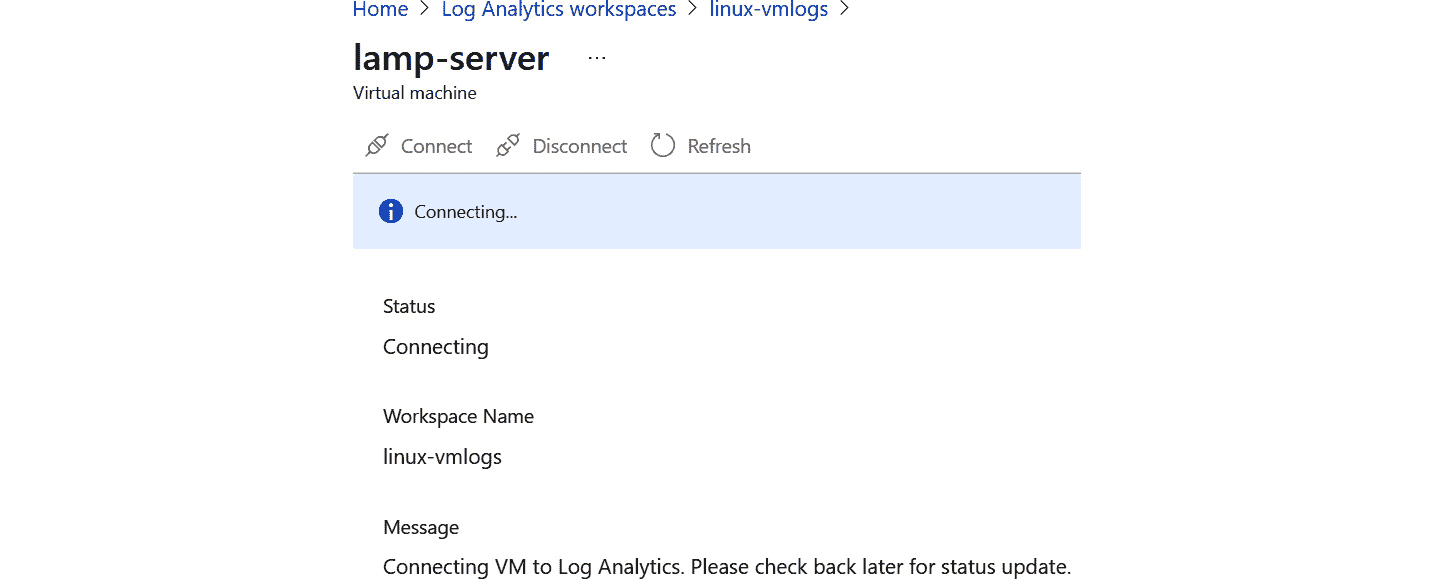 Home > Log Analytics workspaces > linux-vmlogs >
lamp-server ...
Virtual machine
Connect Disconnect Refresh
Connecting...
Status
Connecting
Workspace Name
linux-vmlogs
Message
Connecting VM to Log Analytics. Please check back later for status update.